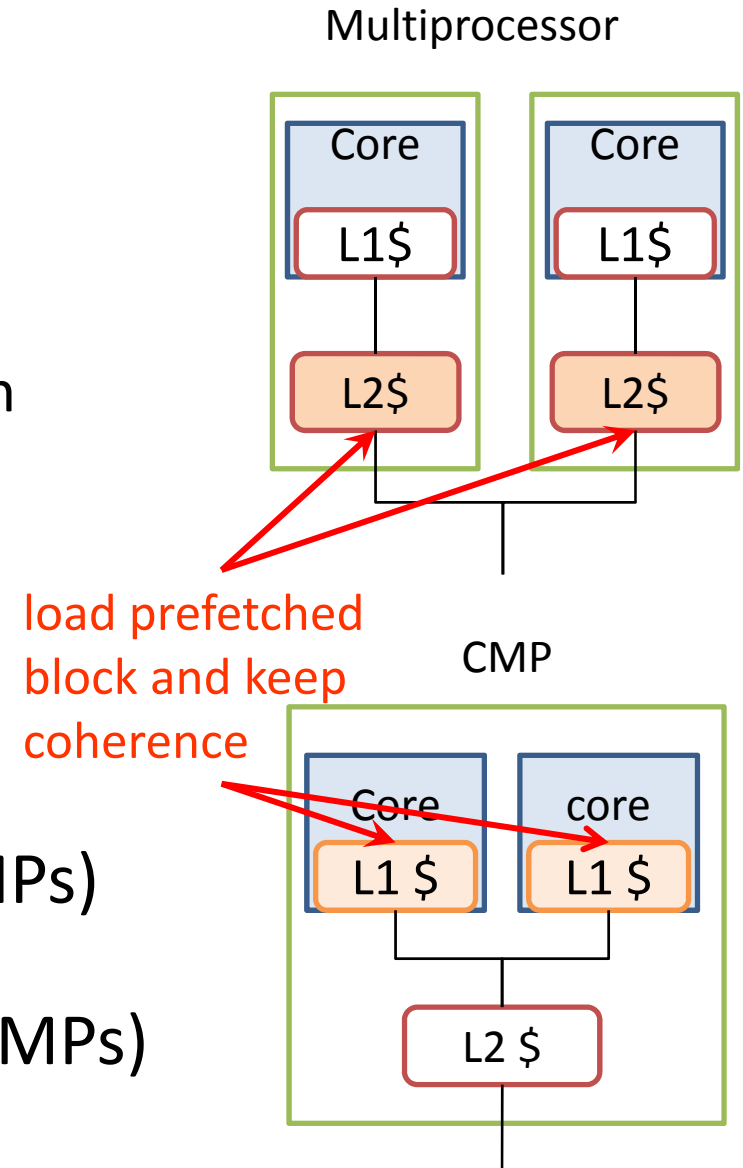 Multiprocessor
Core
Core
L1$
L1$
L2$
L2$
load prefetched
block and keep
coherence
CMP
Core
core
L1 $
L1 $
MPs)
L2 $